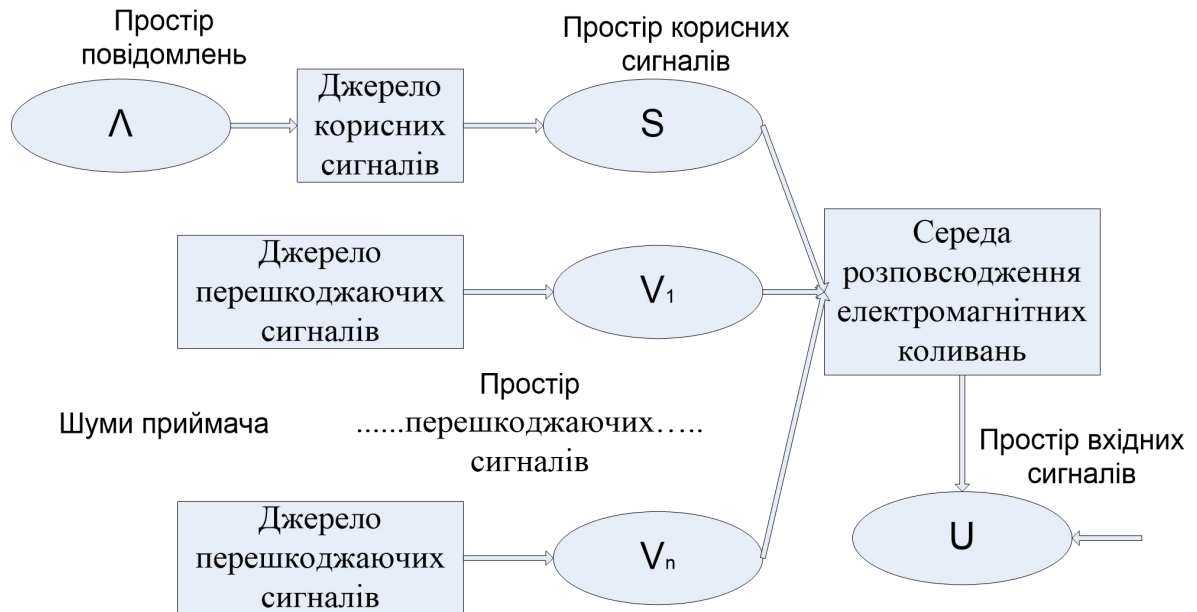 Простір
повідомлень
Простір корисних
сигналів
Λ
Джерело
корисних
сигналів
S
Джерело
перешкоджаючих
сигналів
V₁
Середа
розповсюдження
електромагнітних
коливань
Шуми приймача
Простір
......перешкоджаючих…..
сигналів
Простір вхідних
сигналів
Джерело
перешкоджаючих
сигналів
Vₙ
U